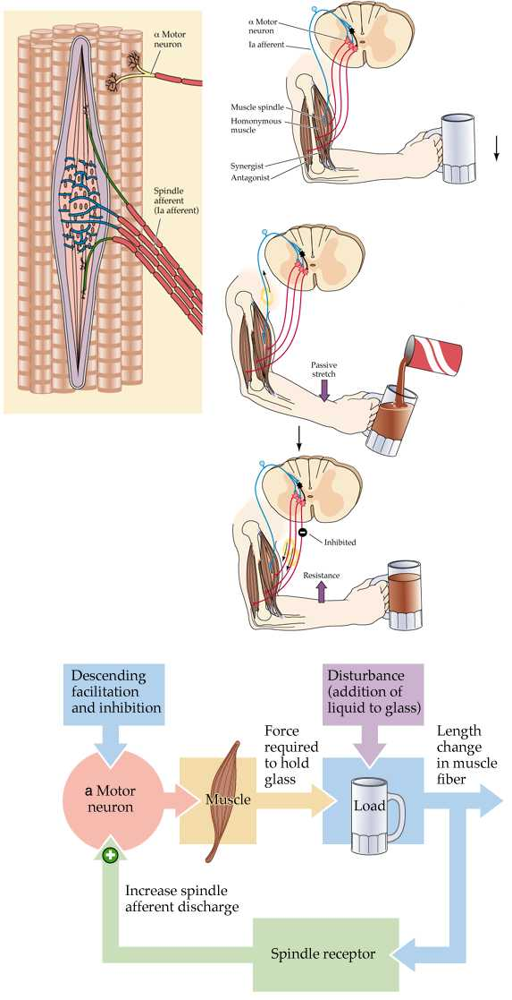 α Motor
neuron
Spindle
afferent
(Ia afferent)
α Motor
neuron
Ia afferent
Muscle spindle
Homonymous
muscle
Synergist
Antagonist
Passive
stretch
Inhibited
Resistance
Descending
facilitation
and inhibition
Disturbance
(addition of
liquid to glass)
Force
required
to hold
glass
Length
change
in muscle
fiber
a Motor
neuron
Muscle
Load
Increase spindle
afferent discharge
Spindle receptor